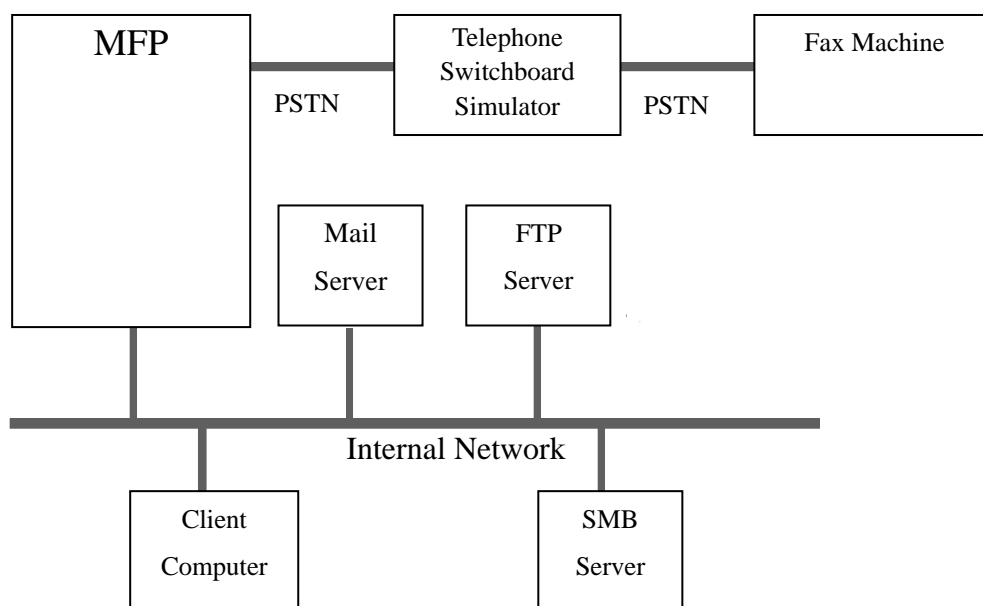 MFP
Telephone
Switchboard
Simulator
Fax Machine
PSTN
PSTN
Mail
Server
FTP
Server
Internal Network
Client
Computer
SMB
Server